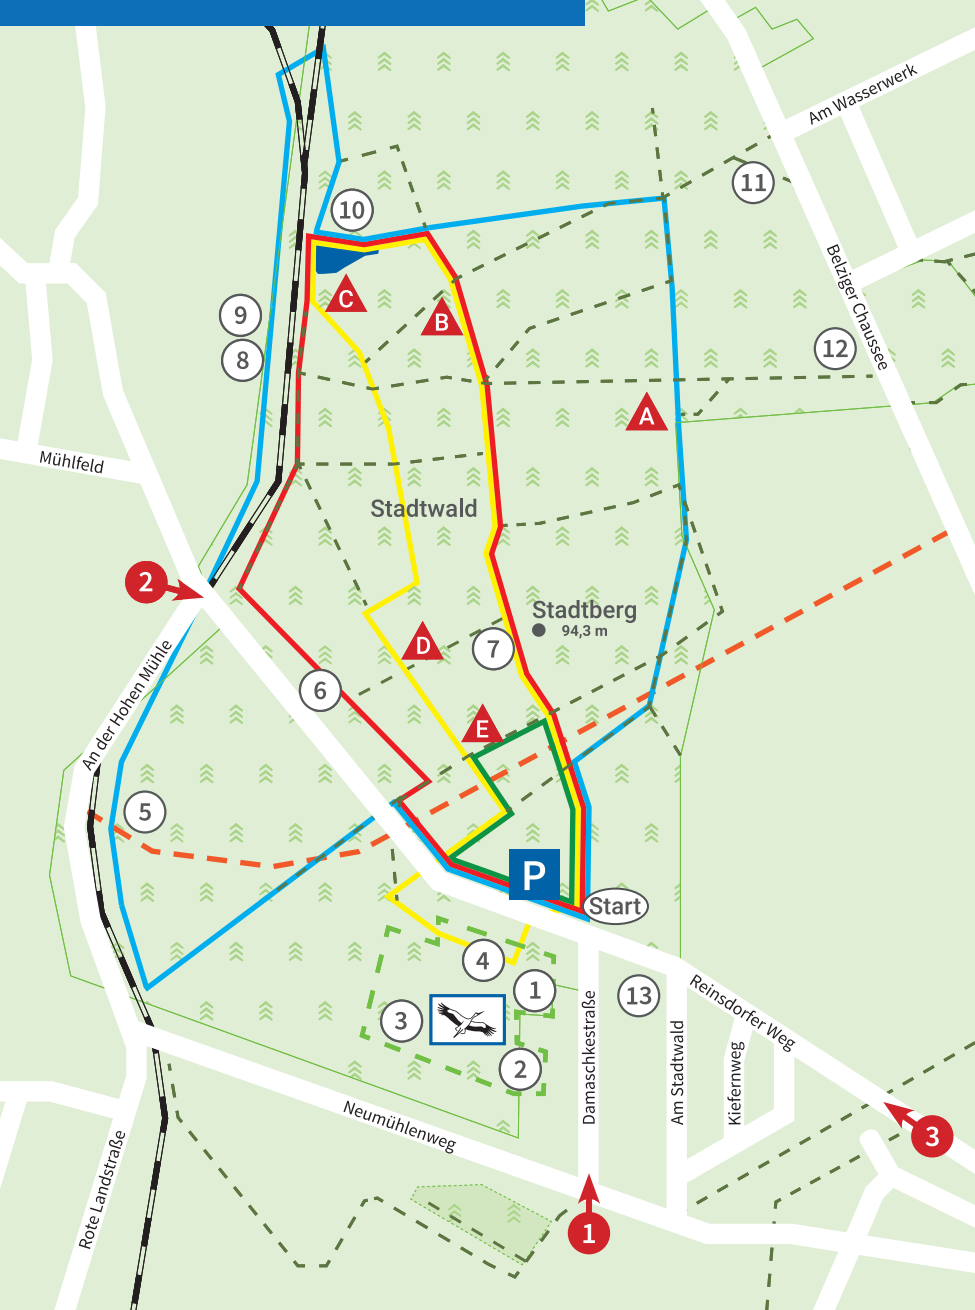 Am Wasserwerk
11
10
C
B
Belziger Chaussee
9
8
12
A
Mühlfeld
Stadtwald
2
Stadtberg
94,3 m
D
7
An der Hohen Mühle
6
E
5
P
Start
4
1
13
3
Reinsdorfer Weg
2
Damaschkestraße
Am Stadtwald
Kiefernweg
Neumühlenweg
3
Rote Landstraße
1